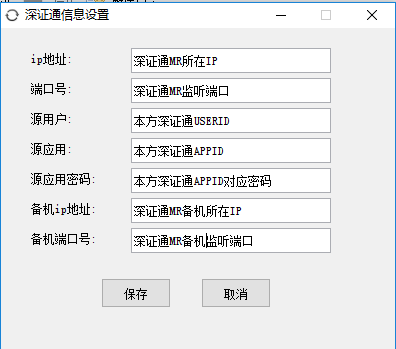 深证通信息设置
ip地址: 深证通MR所在IP
端口号: 深证通MR监听端口
源用户: 本方深证通USERID
源应用: 本方深证通APPID
源应用密码: 本方深证通APPID对应密码
备机ip地址: 深证通MR备机所在IP
备机端口号: 深证通MR备机监听端口
保存 取消